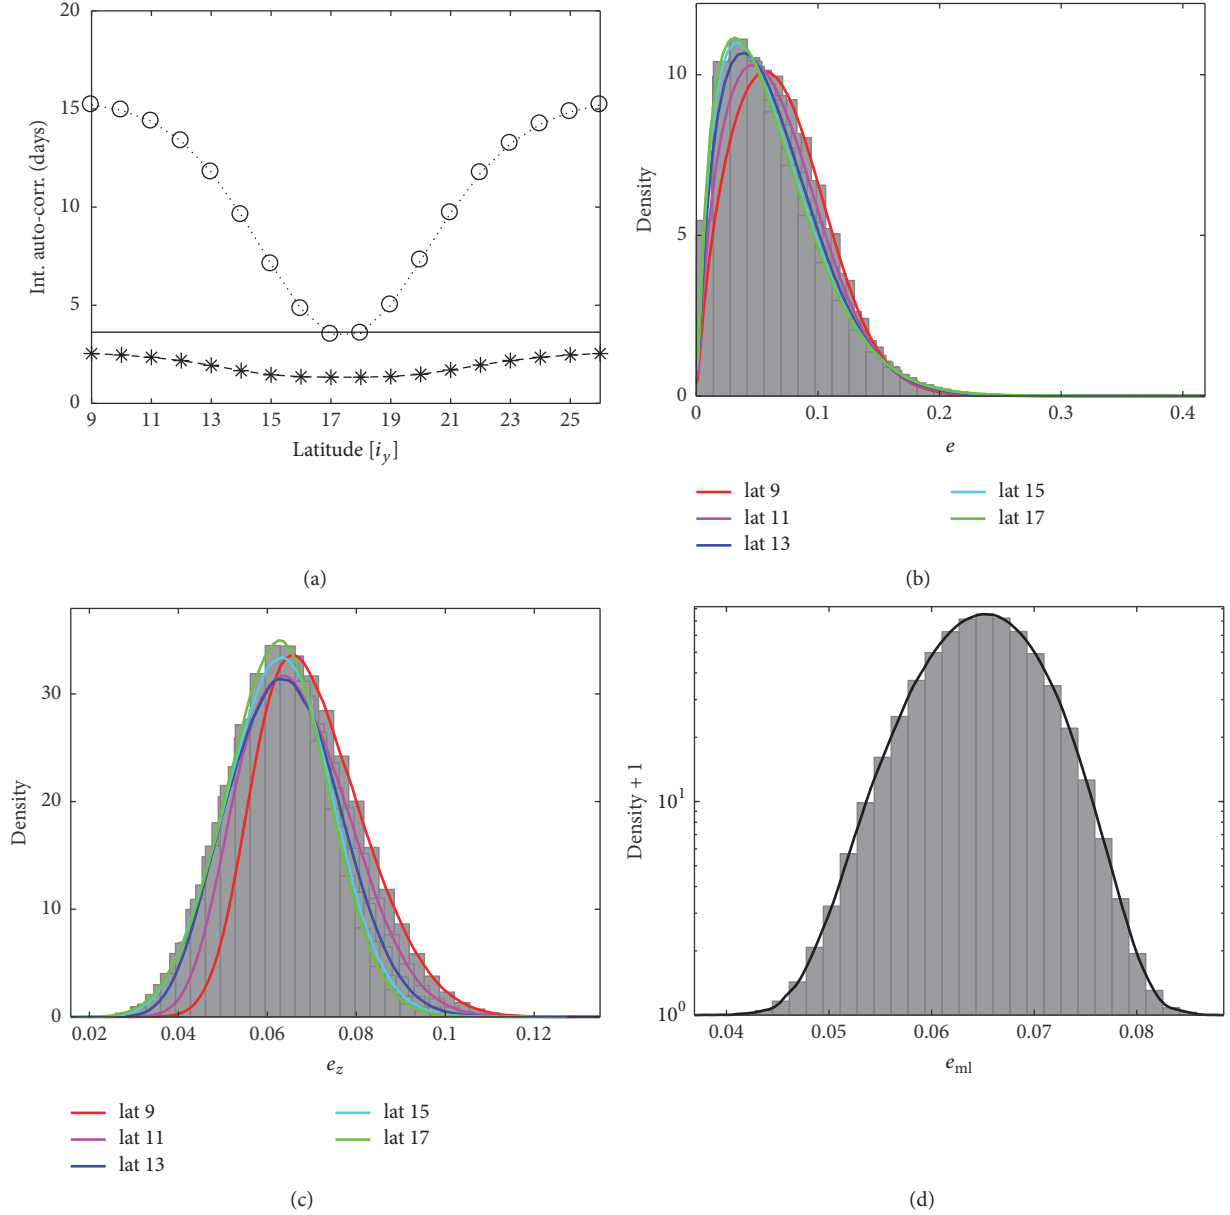 20
15
10
5
0
Int. auto-corr. (days)
9 11 13 15 17 19 21 23 25
Latitude [i_y]
(a)
10
5
0
Density
0 0.1 0.2 0.3 0.4
e
lat 9
lat 11
lat 13
lat 15
lat 17
(b)
30
20
10
0
Density
0.02 0.04 0.06 0.08 0.1 0.12
e_z
lat 9
lat 11
lat 13
lat 15
lat 17
(c)
10^1
10^0
Density + 1
0.04 0.05 0.06 0.07 0.08
e_ml
(d)